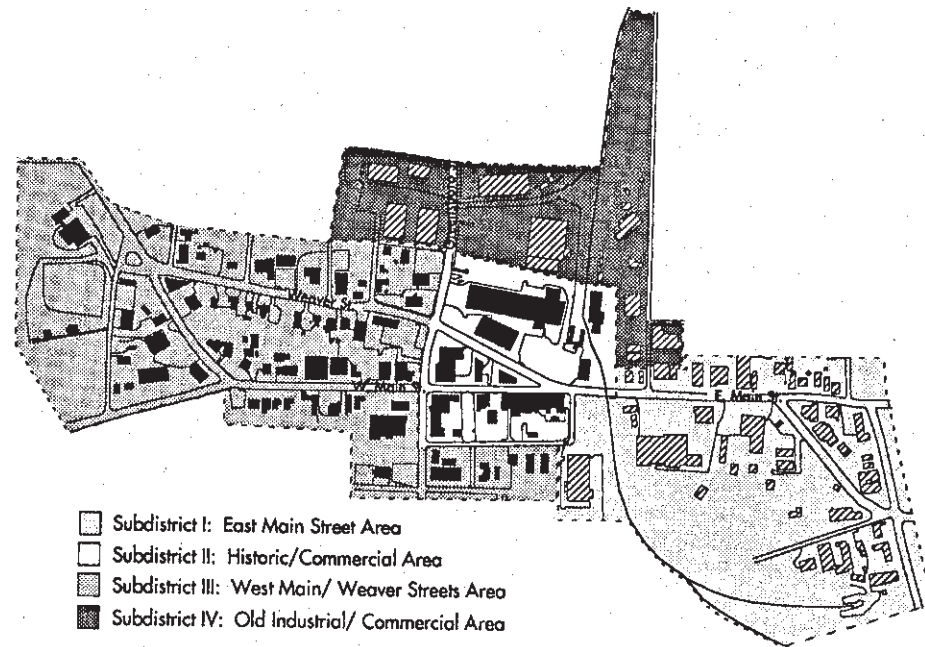 Weaver St
W. Main St
E. Main St
Subdistrict I: East Main Street Area
Subdistrict II: Historic/Commercial Area
Subdistrict III: West Main/ Weaver Streets Area
Subdistrict IV: Old Industrial/ Commercial Area